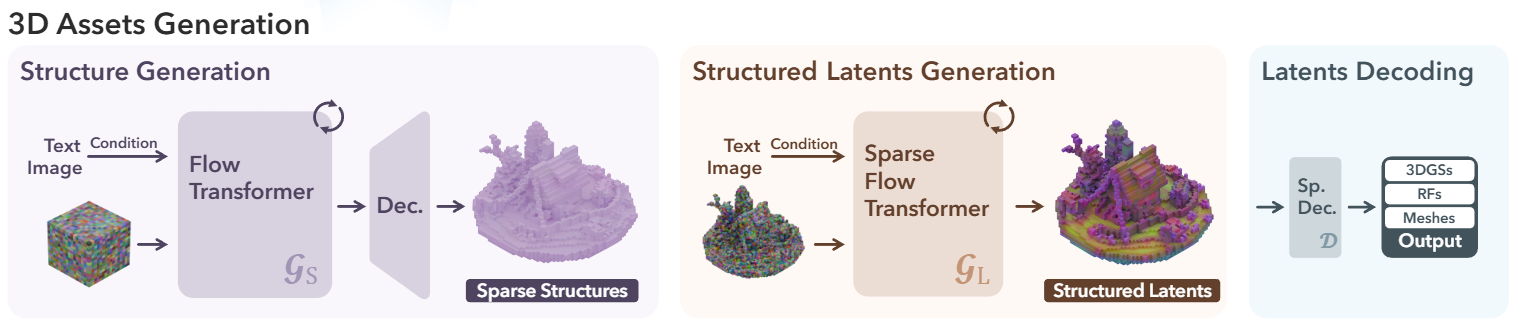 3D Assets Generation
Structure Generation
Text
Image
Condition
Flow
Transformer
𝒢S
Dec.
Sparse Structures
Structured Latents Generation
Text
Image
Condition
Sparse
Flow
Transformer
𝒢L
Structured Latents
Latents Decoding
Sp.
Dec.
𝒟
3DGSs
RFs
Meshes
Output